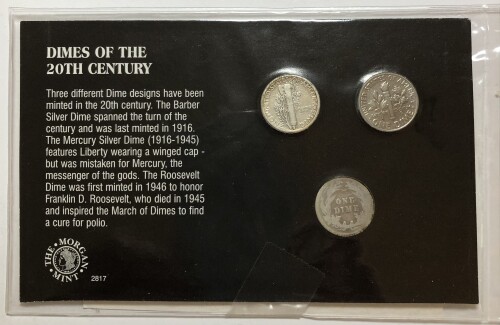 DIMES OF THE
20TH CENTURY
Three different Dime designs have been
minted in the 20th century. The Barber
Silver Dime spanned the turn of the
century and was last minted in 1916.
The Mercury Silver Dime (1916-1945)
features Liberty wearing a winged cap -
but was mistaken for Mercury, the
messenger of the gods. The Roosevelt
Dime was first minted in 1946 to honor
Franklin D. Roosevelt, who died in 1945
and inspired the March of Dimes to find
a cure for polio.
THE MORGAN
MINT
2817
ONE
DIME